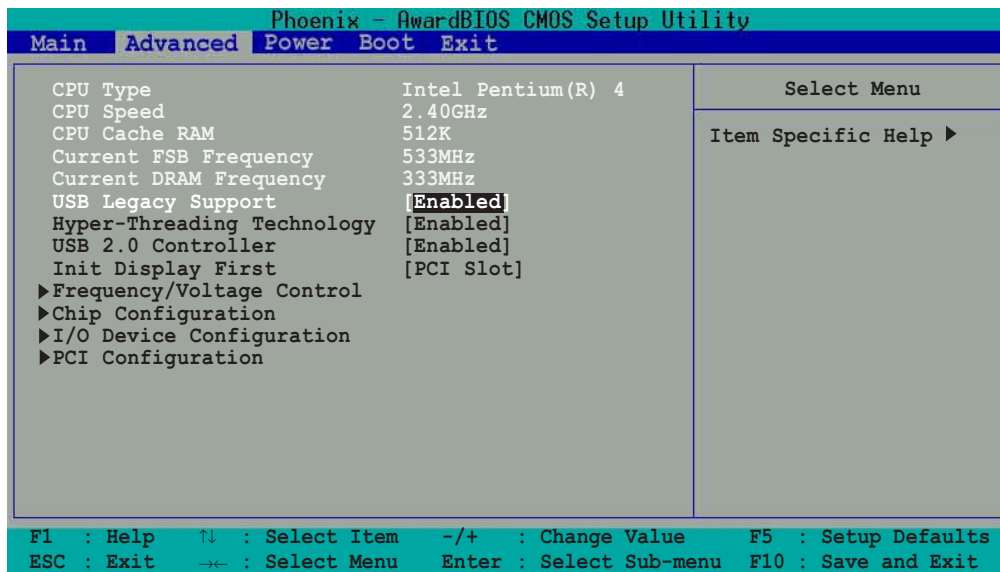 Phoenix - AwardBIOS CMOS Setup Utility
Main Advanced Power Boot Exit
CPU Type Intel Pentium(R) 4
CPU Speed 2.40GHz
CPU Cache RAM 512K
Current FSB Frequency 533MHz
Current DRAM Frequency 333MHz
USB Legacy Support [Enabled]
Hyper-Threading Technology [Enabled]
USB 2.0 Controller [Enabled]
Init Display First [PCI Slot]
▶Frequency/Voltage Control
▶Chip Configuration
▶I/O Device Configuration
▶PCI Configuration
Select Menu
Item Specific Help ▶
F1 : Help ↑↓ : Select Item -/+ : Change Value F5 : Setup Defaults
ESC : Exit →← : Select Menu Enter : Select Sub-menu F10 : Save and Exit